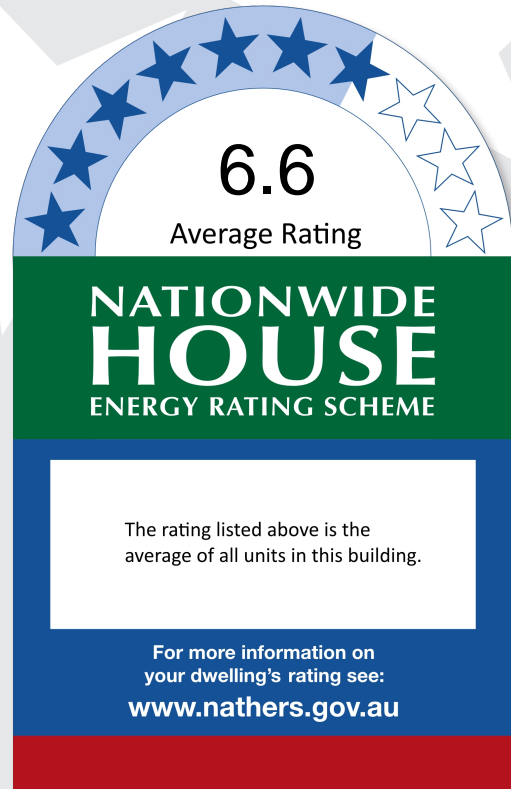 6.6
Average Rating
NATIONWIDE
HOUSE
ENERGY RATING SCHEME
The rating listed above is the
average of all units in this building.
For more information on
your dwelling's rating see:
www.nathers.gov.au